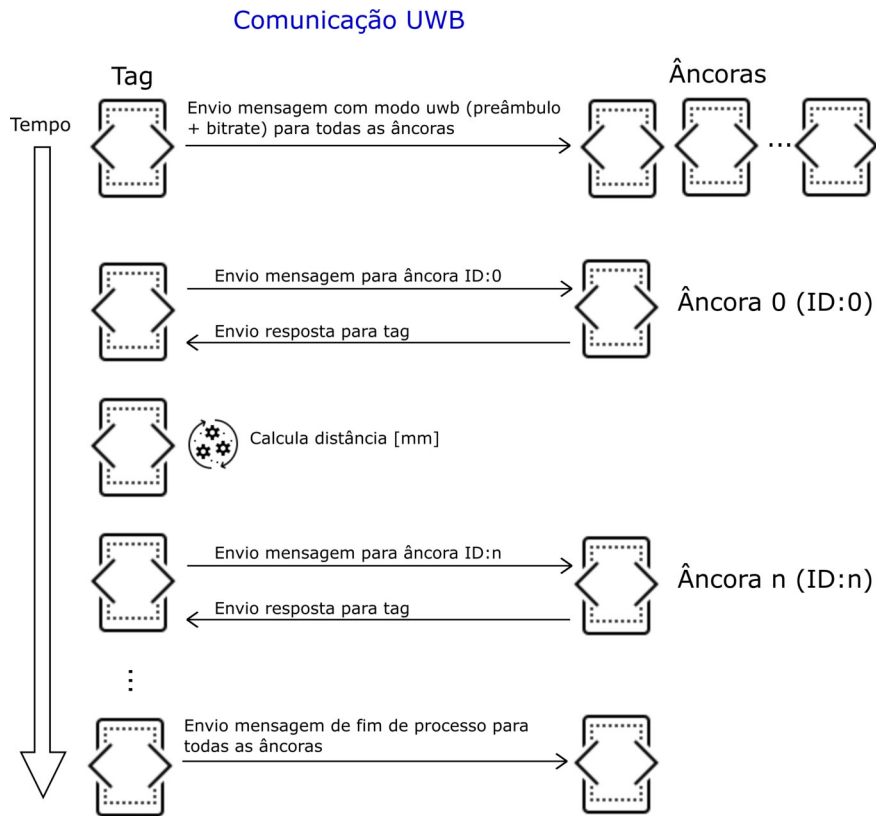 Comunicação UWB
Tag
Âncoras
Tempo
Envio mensagem com modo uwb (preâmbulo
+ bitrate) para todas as âncoras
...
Envio mensagem para âncora ID:0
Âncora 0 (ID:0)
Envio resposta para tag
Calcula distância [mm]
Envio mensagem para âncora ID:n
Âncora n (ID:n)
Envio resposta para tag
...
Envio mensagem de fim de processo para
todas as âncoras